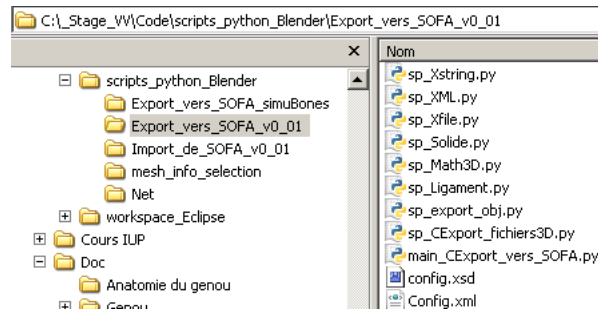 C:\_Stage_VV\Code\scripts_python_Blender\Export_vers_SOFA_v0_01
scripts_python_Blender
Export_vers_SOFA_simuBones
Export_vers_SOFA_v0_01
Import_de_SOFA_v0_01
mesh_info_selection
Net
workspace_Eclipse
Cours IUP
Doc
Anatomie du genou
Genou
Nom
sp_Xstring.py
sp_XML.py
sp_Xfile.py
sp_Solide.py
sp_Math3D.py
sp_Ligament.py
sp_export_obj.py
sp_CExport_fichiers3D.py
main_CExport_vers_SOFA.py
config.xsd
Config.xml